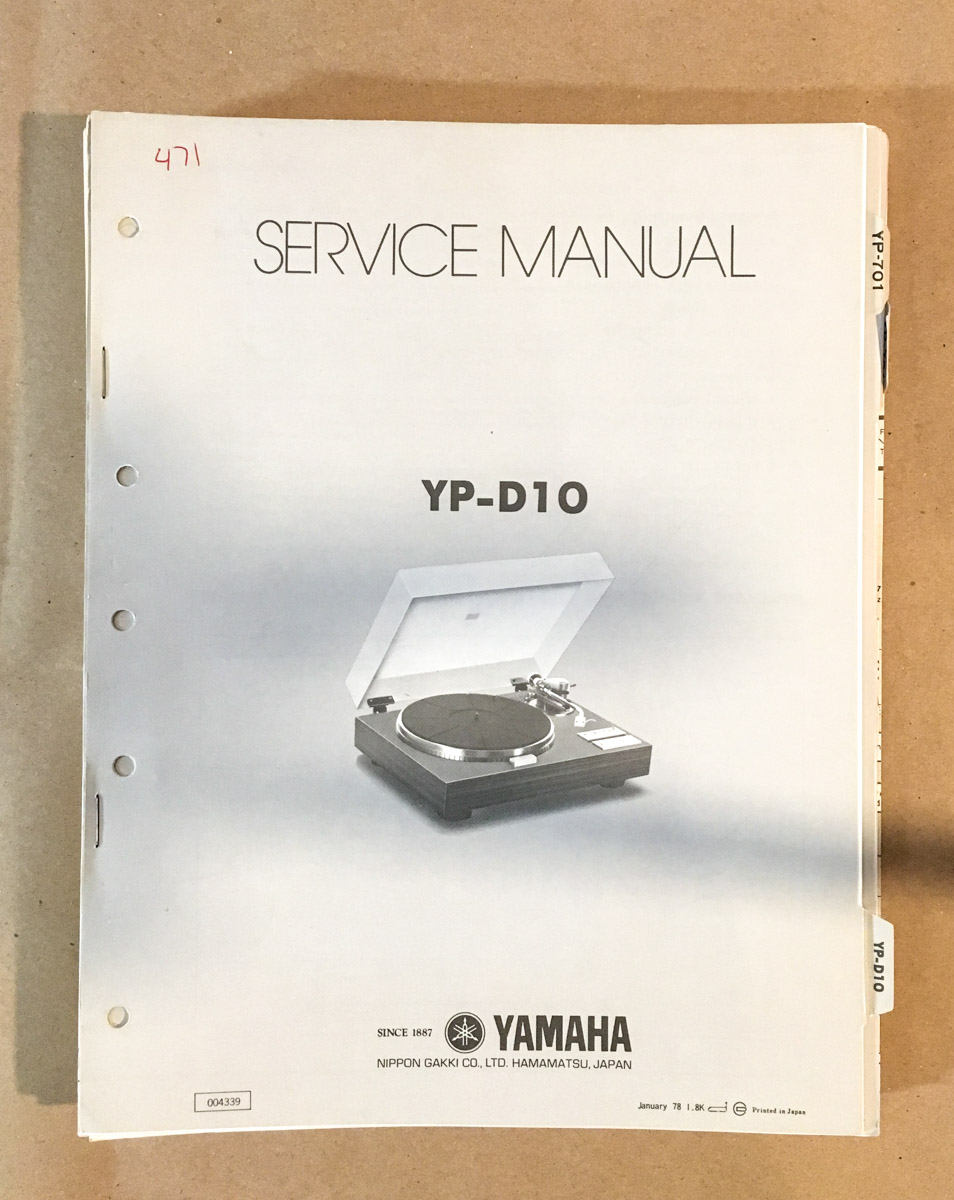 471
SERVICE MANUAL
YP-701
YP-D10
SINCE 1887 YAMAHA
NIPPON GAKKI CO., LTD. HAMAMATSU, JAPAN
YP-D10
004339
January 78 1.8K Printed in Japan